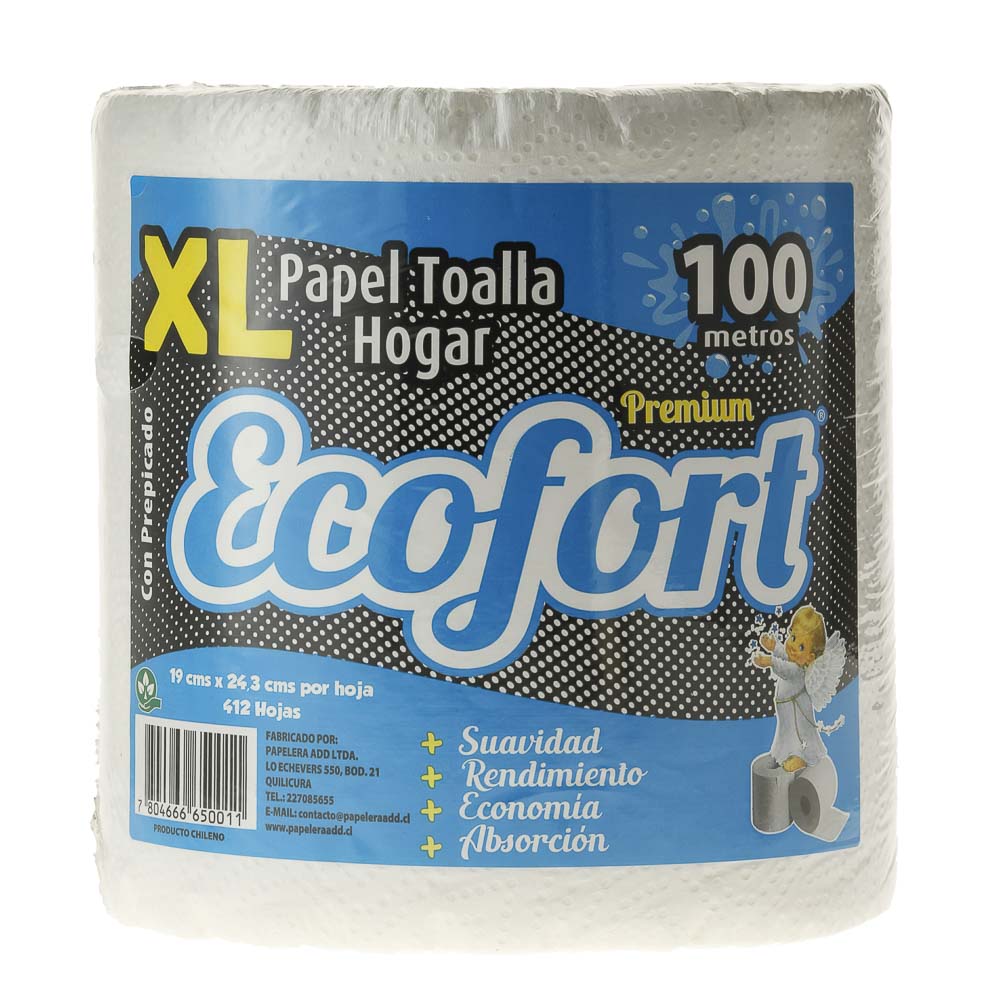 XL Papel Toalla
Hogar
100
metros
Premium
Ecofort®
Con Prepicado
19 cms x 24,3 cms por hoja
412 Hojas
7 804666 650011
PRODUCTO CHILENO
FABRICADO POR:
PAPELERA ADD LTDA.
LO ECHEVERS 550, BOD. 21
QUILICURA
TEL.: 227085655
E-MAIL: contacto@papeleraadd.cl
www.papeleraadd.cl
+ Suavidad
+ Rendimiento
+ Economía
+ Absorción